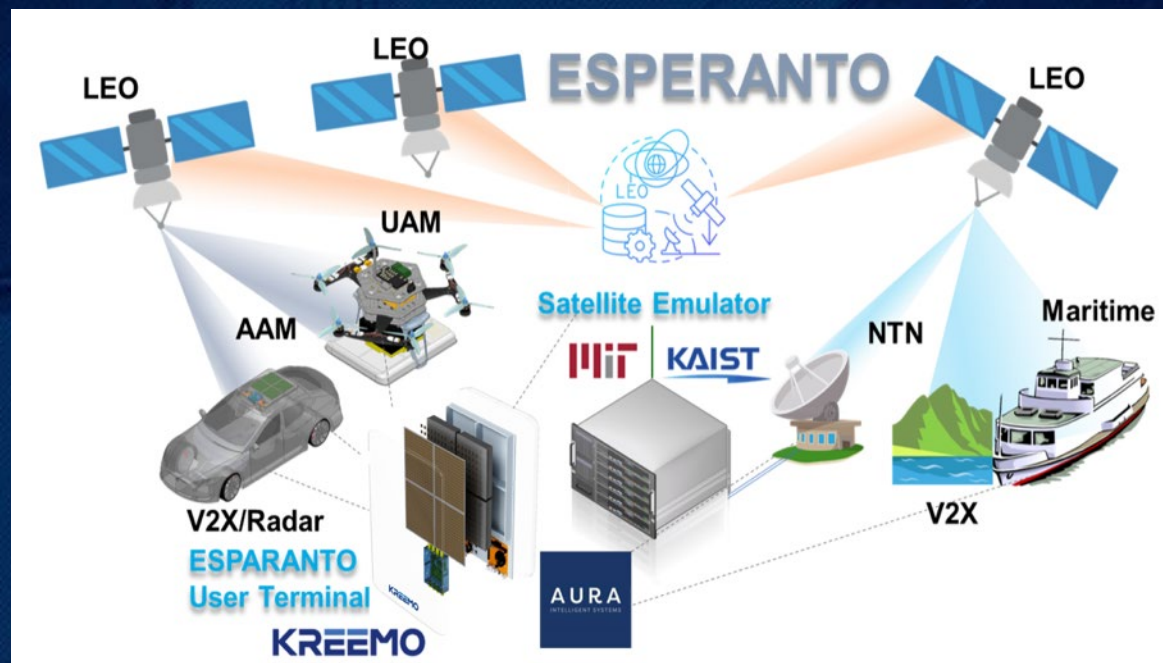 LEO
LEO
ESPERANTO
LEO
LEO
UAM
AAM
Satellite Emulator
MIT
KAIST
NTN
Maritime
V2X/Radar
ESPARANTO
User Terminal
KREEMO
KREEMO
AURA
INTELLIGENT SYSTEMS
V2X